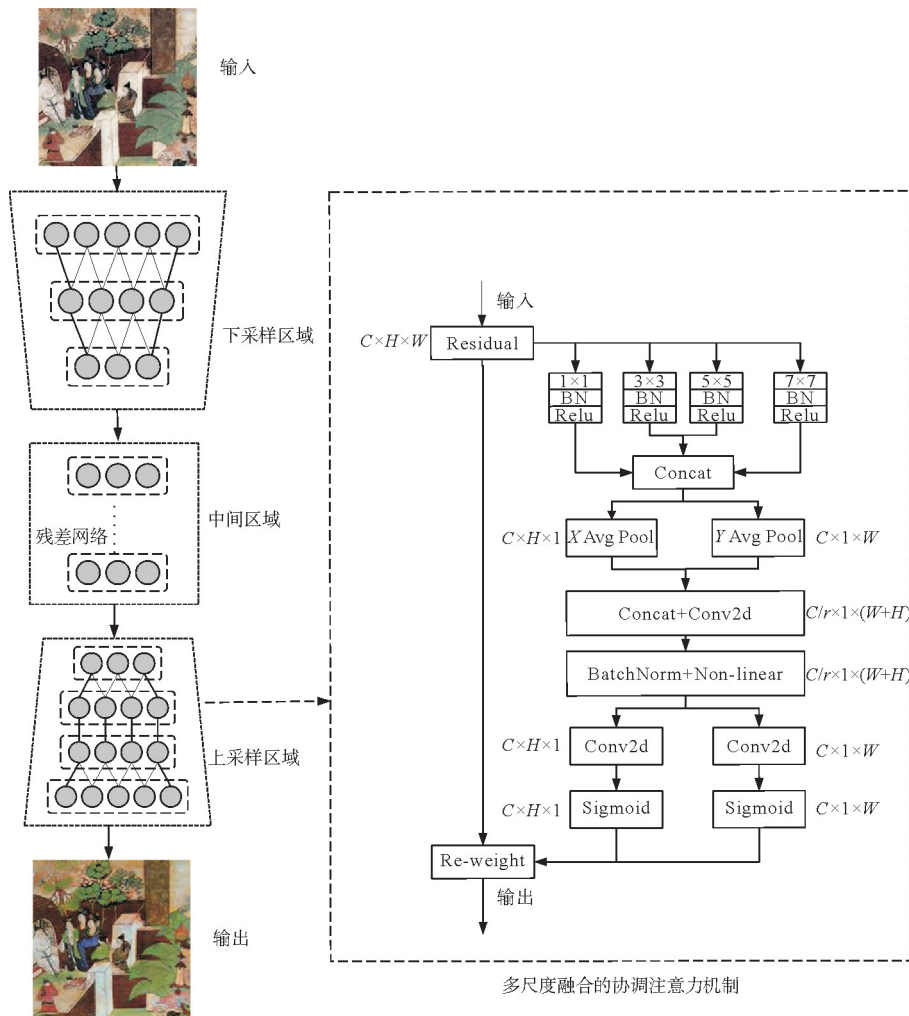 输入
下采样区域
残差网络
中间区域
上采样区域
输出
输入
C×H×W
Residual
1×1
BN
Relu
3×3
BN
Relu
5×5
BN
Relu
7×7
BN
Relu
Concat
C×H×1
X Avg Pool
Y Avg Pool
C×1×W
Concat+Conv2d
C/r×1×(W+H)
BatchNorm+Non-linear
C/r×1×(W+H)
C×H×1
Conv2d
Conv2d
C×1×W
C×H×1
Sigmoid
Sigmoid
C×1×W
Re-weight
输出
多尺度融合的协调注意力机制